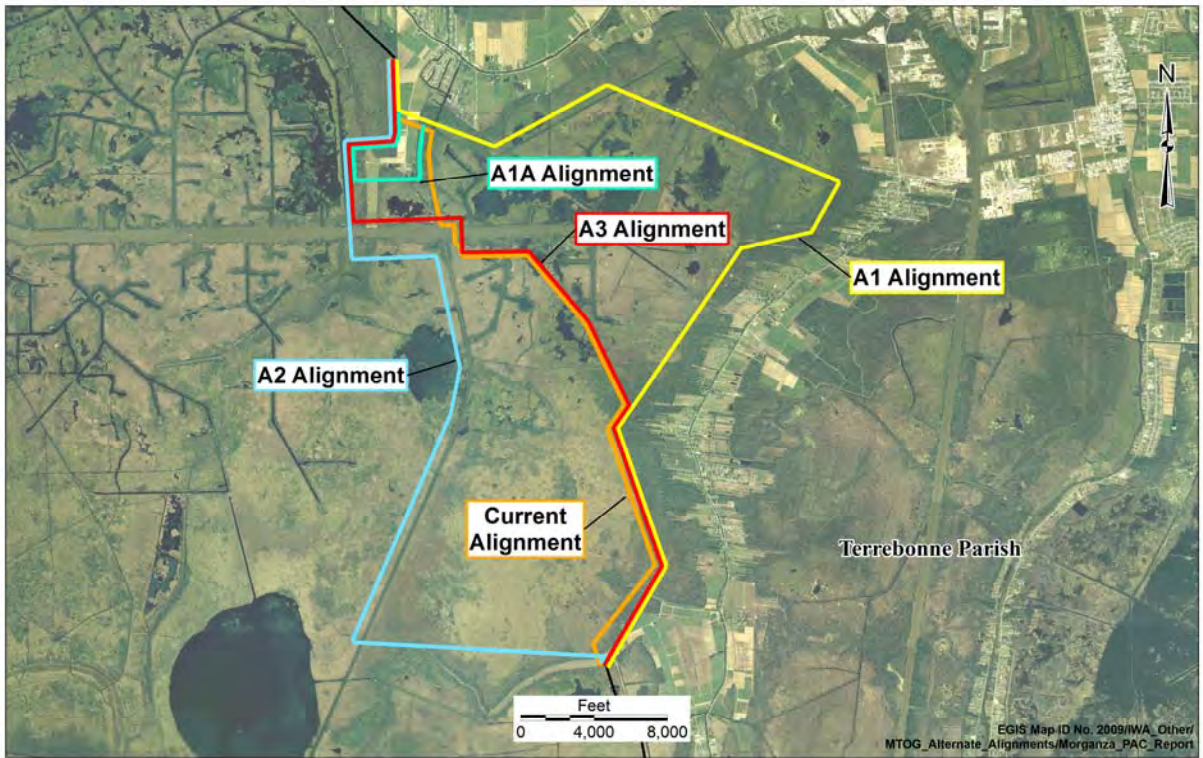 N
A1A Alignment
A3 Alignment
A1 Alignment
A2 Alignment
Current
Alignment
Terrebonne Parish
Feet
0 4,000 8,000
EGIS Map ID No. 2009/IWA_Other/
MTOG_Alternate_Alignments/Morganza_PAC_Report